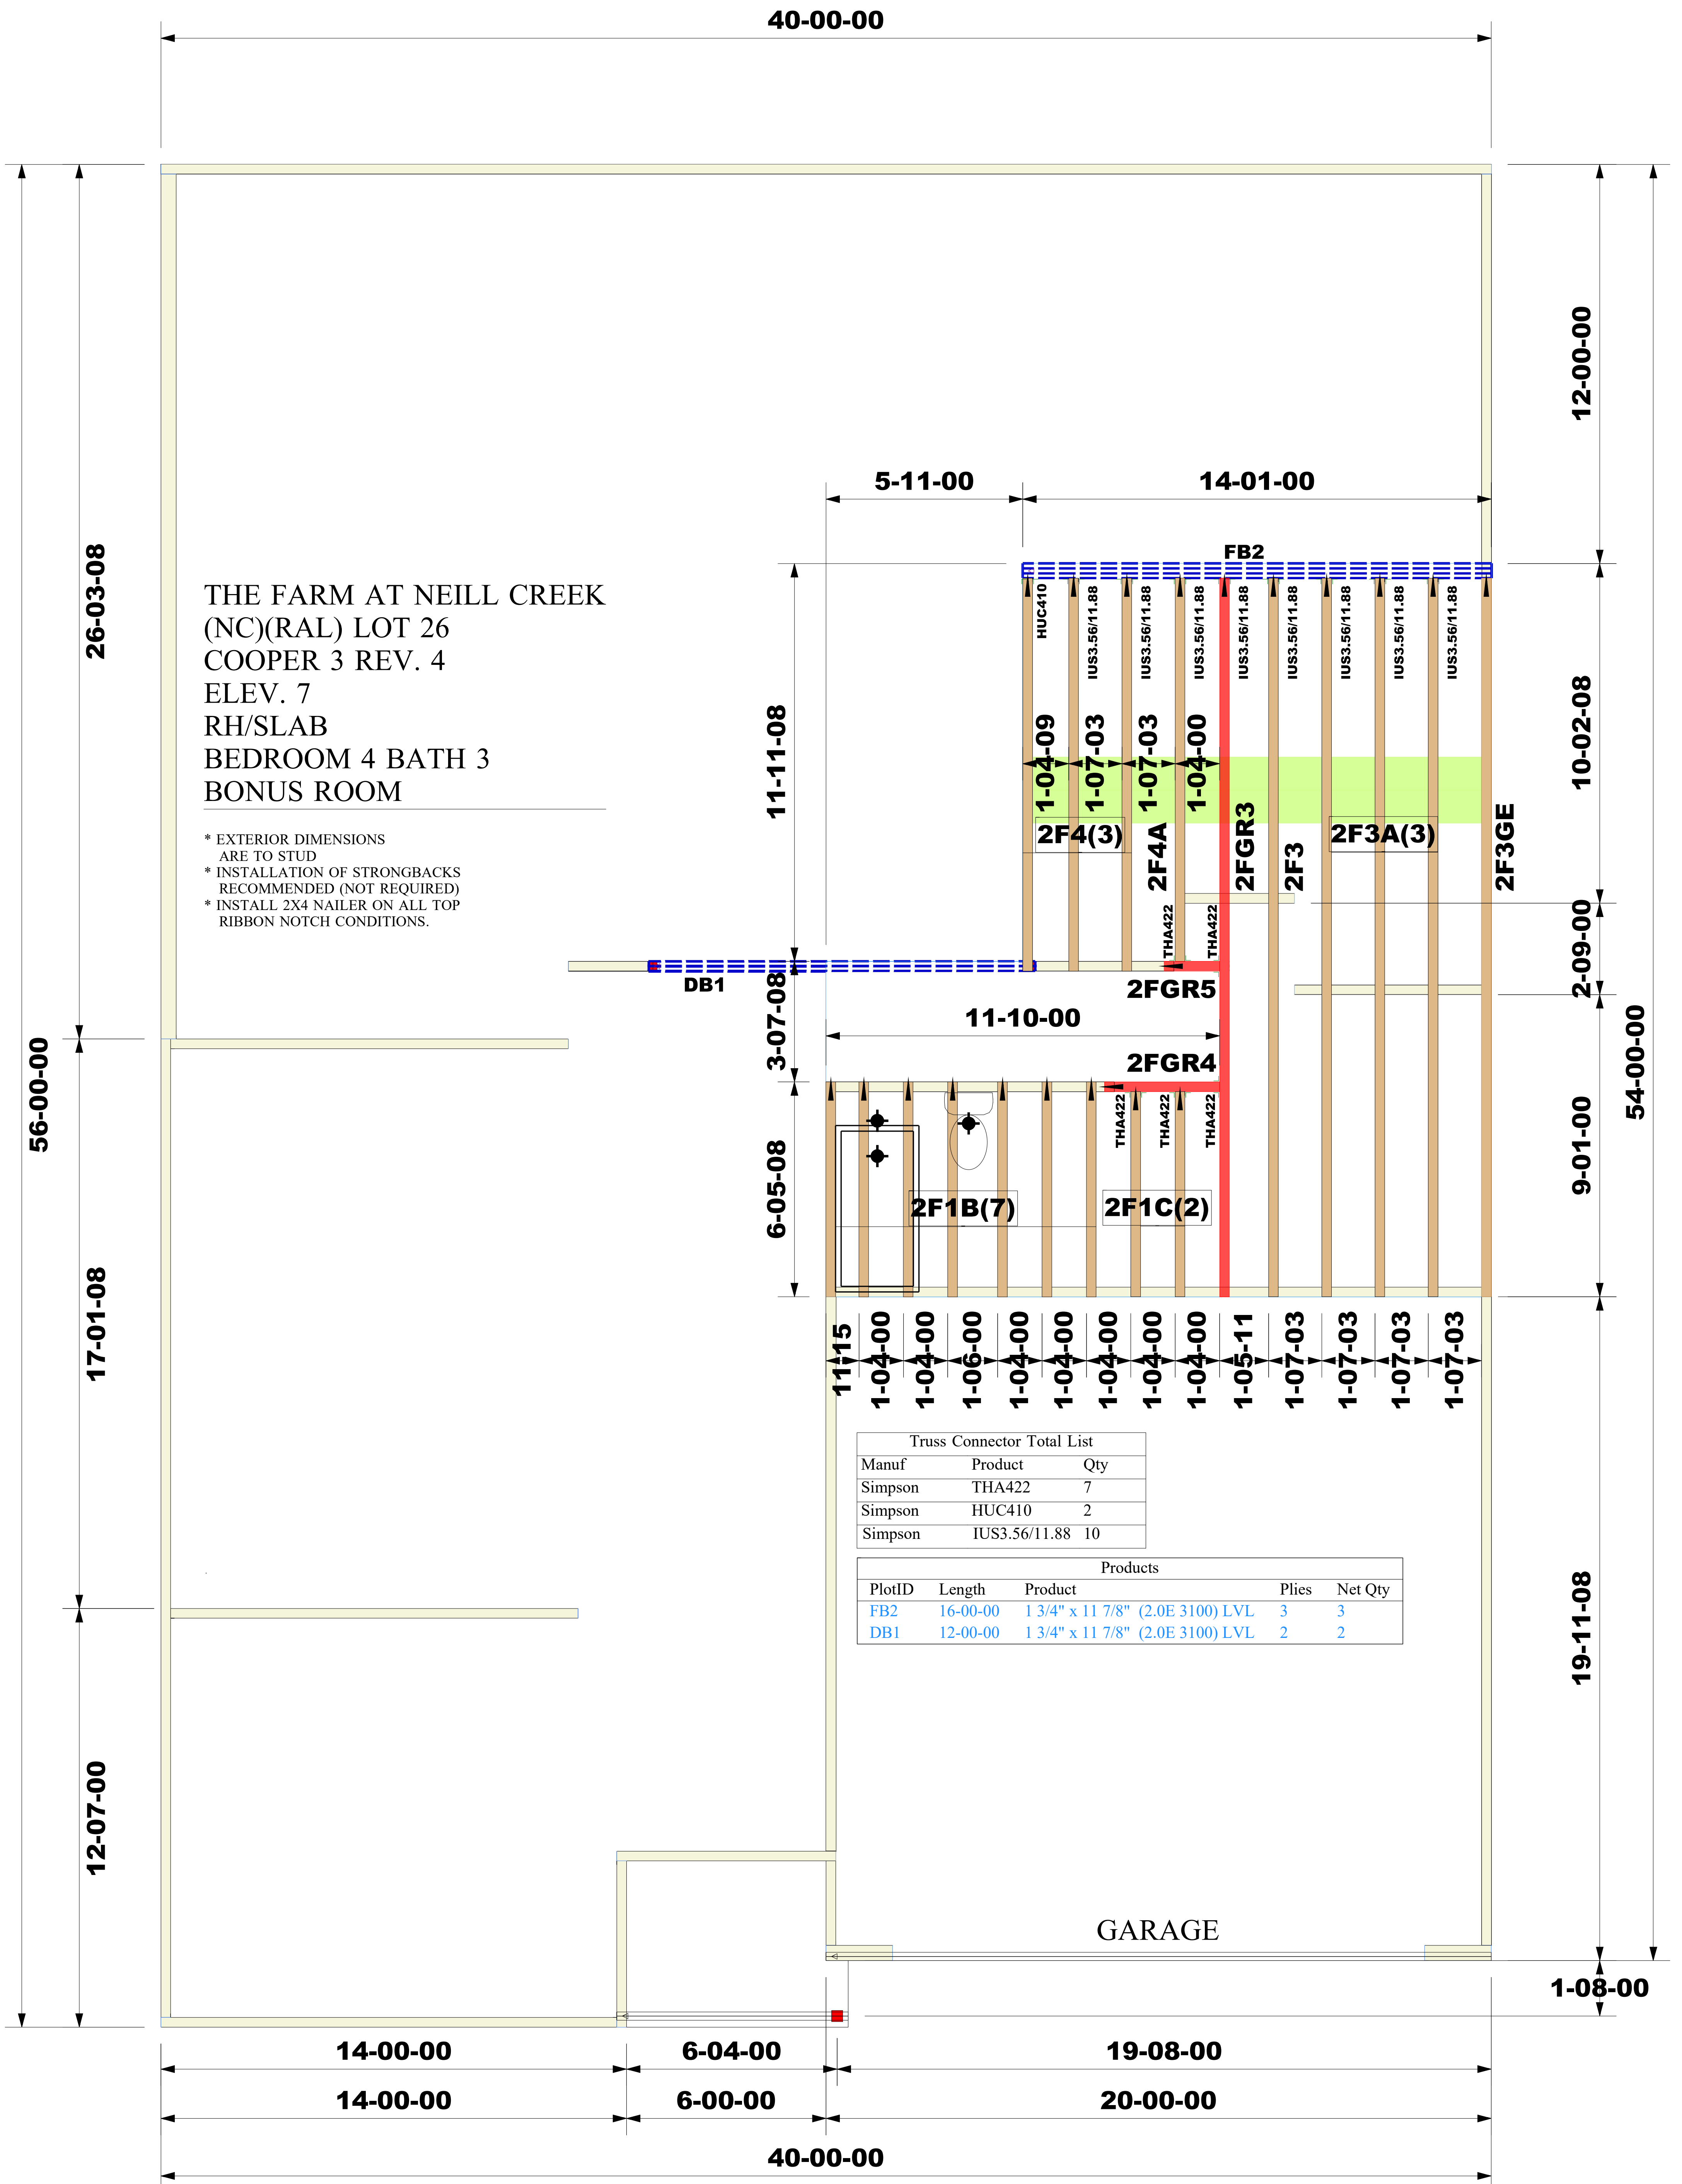 40-00-00
12-00-00
5-11-00
14-01-00
FB2
26-03-08
THE FARM AT NEILL CREEK
(NC)(RAL) LOT 26
COOPER 3 REV. 4
ELEV. 7
RH/SLAB
BEDROOM 4 BATH 3
BONUS ROOM
* EXTERIOR DIMENSIONS
ARE TO STUD
* INSTALLATION OF STRONGBACKS
RECOMMENDED (NOT REQUIRED)
* INSTALL 2X4 NAILER ON ALL TOP
RIBBON NOTCH CONDITIONS.
HUC410
IUS3.56/11.88
IUS3.56/11.88
IUS3.56/11.88
IUS3.56/11.88
IUS3.56/11.88
IUS3.56/11.88
IUS3.56/11.88
IUS3.56/11.88
11-11-08
10-02-08
1-04-09
1-07-03
1-07-03
1-04-00
2F4(3)
2F4A
2FGR3
2F3
2F3A(3)
2F3GE
THA422
THA422
2-09-00
DB1
2FGR5
3-07-08
11-10-00
2FGR4
56-00-00
54-00-00
THA422
THA422
THA422
6-05-08
9-01-00
2F1B(7)
2F1C(2)
17-01-08
11-15
1-04-00
1-04-00
1-06-00
1-04-00
1-04-00
1-04-00
1-04-00
1-04-00
1-05-11
1-07-03
1-07-03
1-07-03
1-07-03
Truss Connector Total List
Manuf Product Qty
Simpson THA422 7
Simpson HUC410 2
Simpson IUS3.56/11.88 10
Products
PlotID Length Product Plies Net Qty
FB2 16-00-00 1 3/4" x 11 7/8" (2.0E 3100) LVL 3 3
DB1 12-00-00 1 3/4" x 11 7/8" (2.0E 3100) LVL 2 2
19-11-08
12-07-00
GARAGE
1-08-00
14-00-00
6-04-00
19-08-00
14-00-00
6-00-00
20-00-00
40-00-00